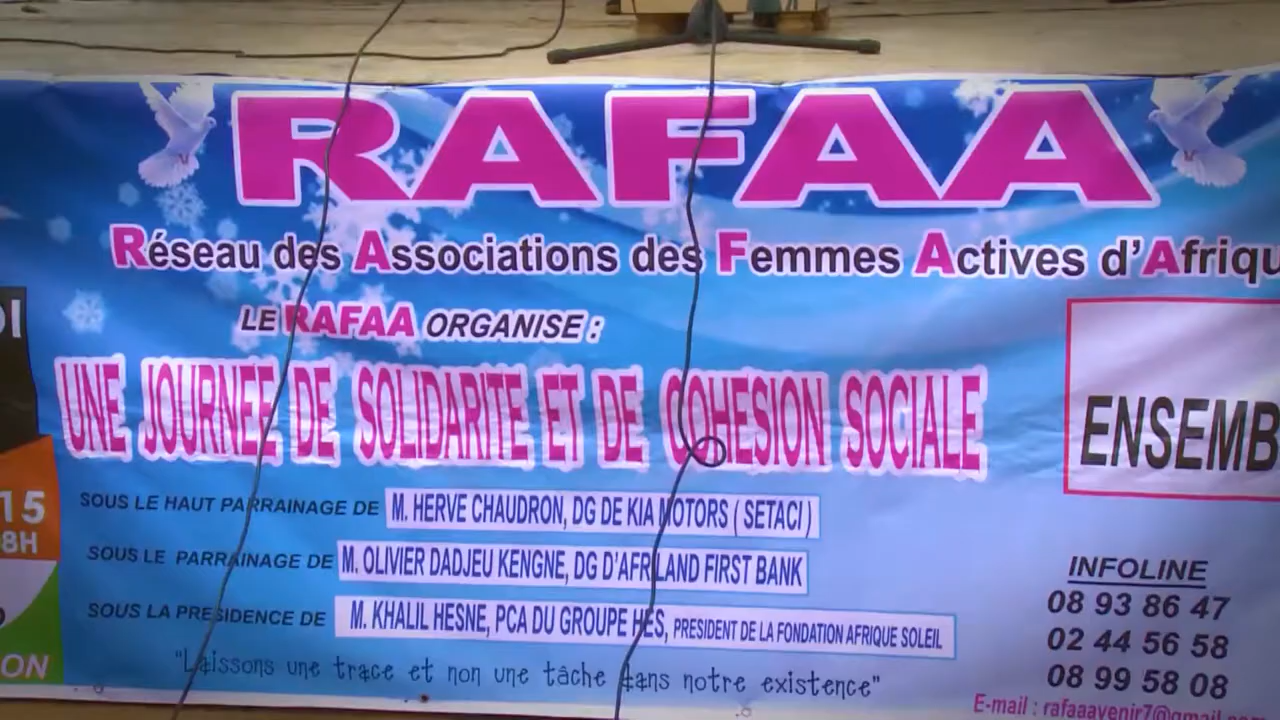 RAFAA
Réseau des Associations des Femmes Actives d'Afriqu
LE RAFAA ORGANISE :
UNE JOURNEE DE SOLIDARITE ET DE COHESION SOCIALE
ENSEMB
SOUS LE HAUT PARRAINAGE DE M. HERVE CHAUDRON, DG DE KIA MOTORS ( SETACI )
SOUS LE PARRAINAGE DE M. OLIVIER DADJEU KENGNE, DG D'AFRILAND FIRST BANK
SOUS LA PRESIDENCE DE M. KHALIL HESNE, PCA DU GROUPE HES, PRESIDENT DE LA FONDATION AFRIQUE SOLEIL
"Laissons une trace et non une tâche dans notre existence"
DI
15
8H
ON
INFOLINE
08 93 86 47
02 44 56 58
08 99 58 08
E-mail : rafaaavenir7@gmail.com